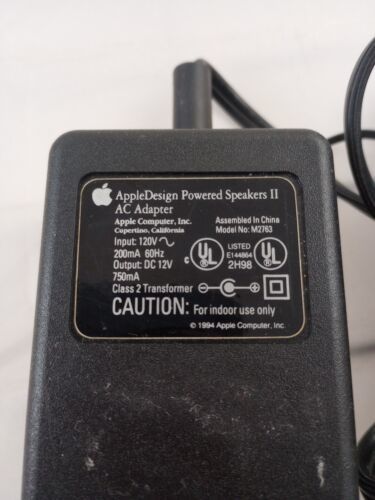 AppleDesign Powered Speakers II
AC Adapter
Apple Computer, Inc.
Cupertino, California
Input: 120V
200mA 60Hz
Output: DC 12V
750mA
Class 2 Transformer
Assembled In China
Model No: M2763
c UL
LISTED
E144864
2H98
UL
CAUTION: For indoor use only
© 1994 Apple Computer, Inc.